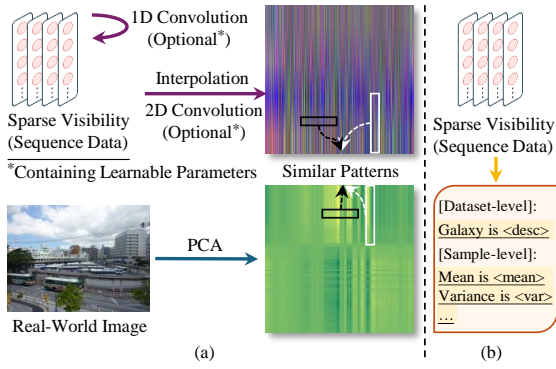 1D Convolution
(Optional*)
Interpolation
2D Convolution
(Optional*)
Sparse Visibility
(Sequence Data)
*Containing Learnable Parameters
Similar Patterns
PCA
Real-World Image
(a)
Sparse Visibility
(Sequence Data)
[Dataset-level]:
Galaxy is <desc>
[Sample-level]:
Mean is <mean>
Variance is <var>
...
(b)